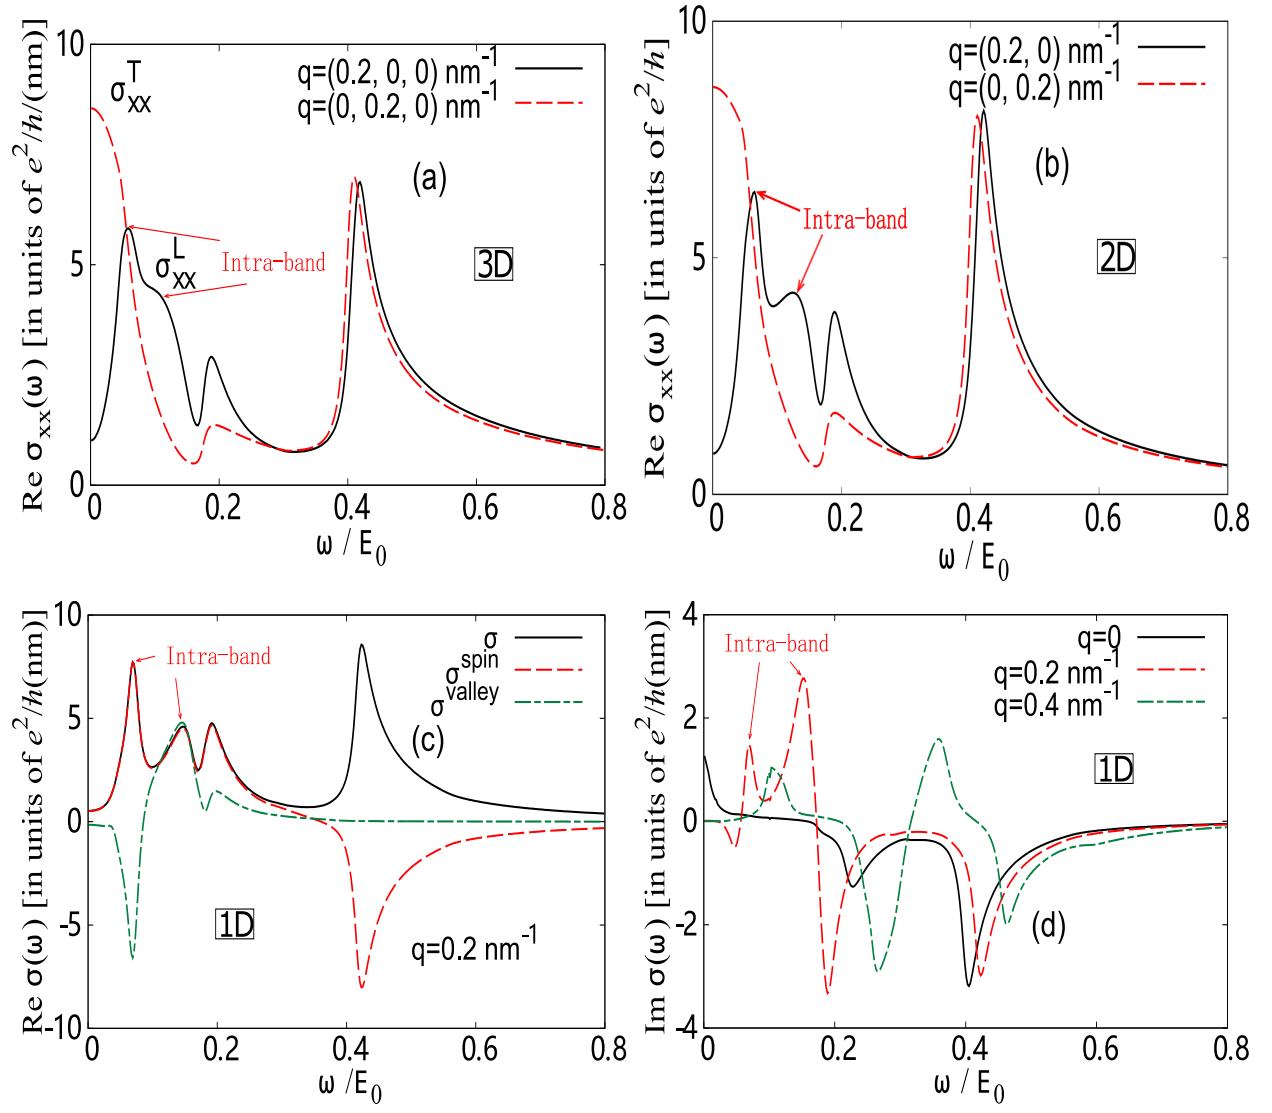 10
5
0
Re σxx(ω) [in units of e²/ℏ/(nm)]
σ^T_xx
q=(0.2, 0, 0) nm⁻¹
q=(0, 0.2, 0) nm⁻¹
(a)
σ^L_xx
Intra-band
3D
0 0.2 0.4 0.6 0.8
ω / E₀
10
5
0
Re σxx(ω) [in units of e²/ℏ]
q=(0.2, 0) nm⁻¹
q=(0, 0.2) nm⁻¹
(b)
Intra-band
2D
0 0.2 0.4 0.6 0.8
ω / E₀
10
5
0
-5
-10
Re σ(ω) [in units of e²/ℏ(nm)]
Intra-band
σ
σ^spin
σ^valley
(c)
1D
q=0.2 nm⁻¹
0 0.2 0.4 0.6 0.8
ω /E₀
4
2
0
-2
-4
Im σ(ω) [in units of e²/ℏ(nm)]
Intra-band
q=0
q=0.2 nm⁻¹
q=0.4 nm⁻¹
1D
(d)
0 0.2 0.4 0.6 0.8
ω / E₀